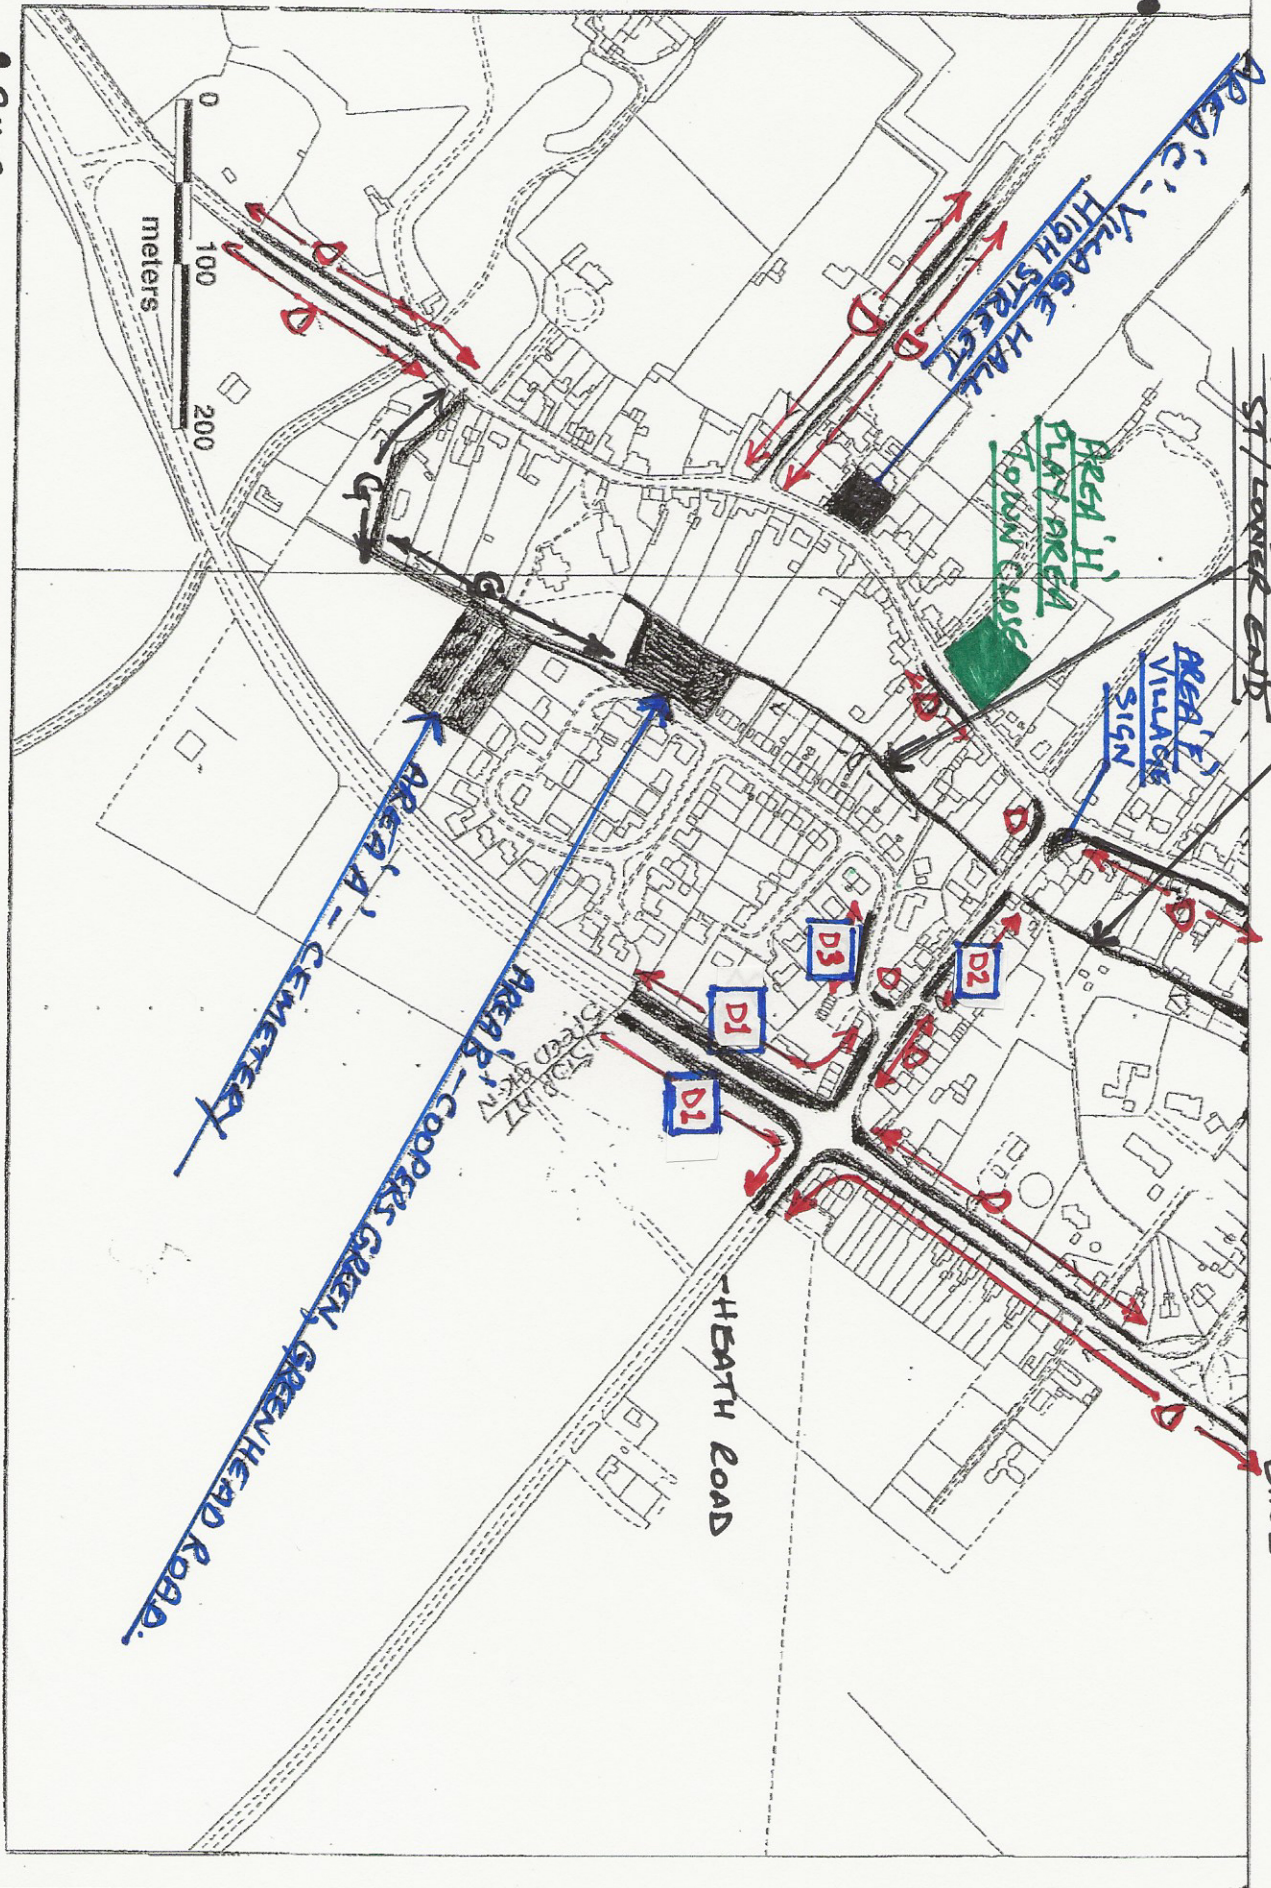 AREA 'C' - VILLAGE HALL
HIGH STREET
ST/LOWER END
AREA 'H'
PLAY AREA
TOWN CLOSE
AREA 'E'
VILLAGE
SIGN
0
100
200
meters
D
D
D
D
D
D
D
D
D
D
D
D
G
G
D3
D2
D1
D1
AREA 'A' - CEMETERY
AREA 'B' - COOPERS GREEN, GREENHEAD ROAD.
HEATH ROAD